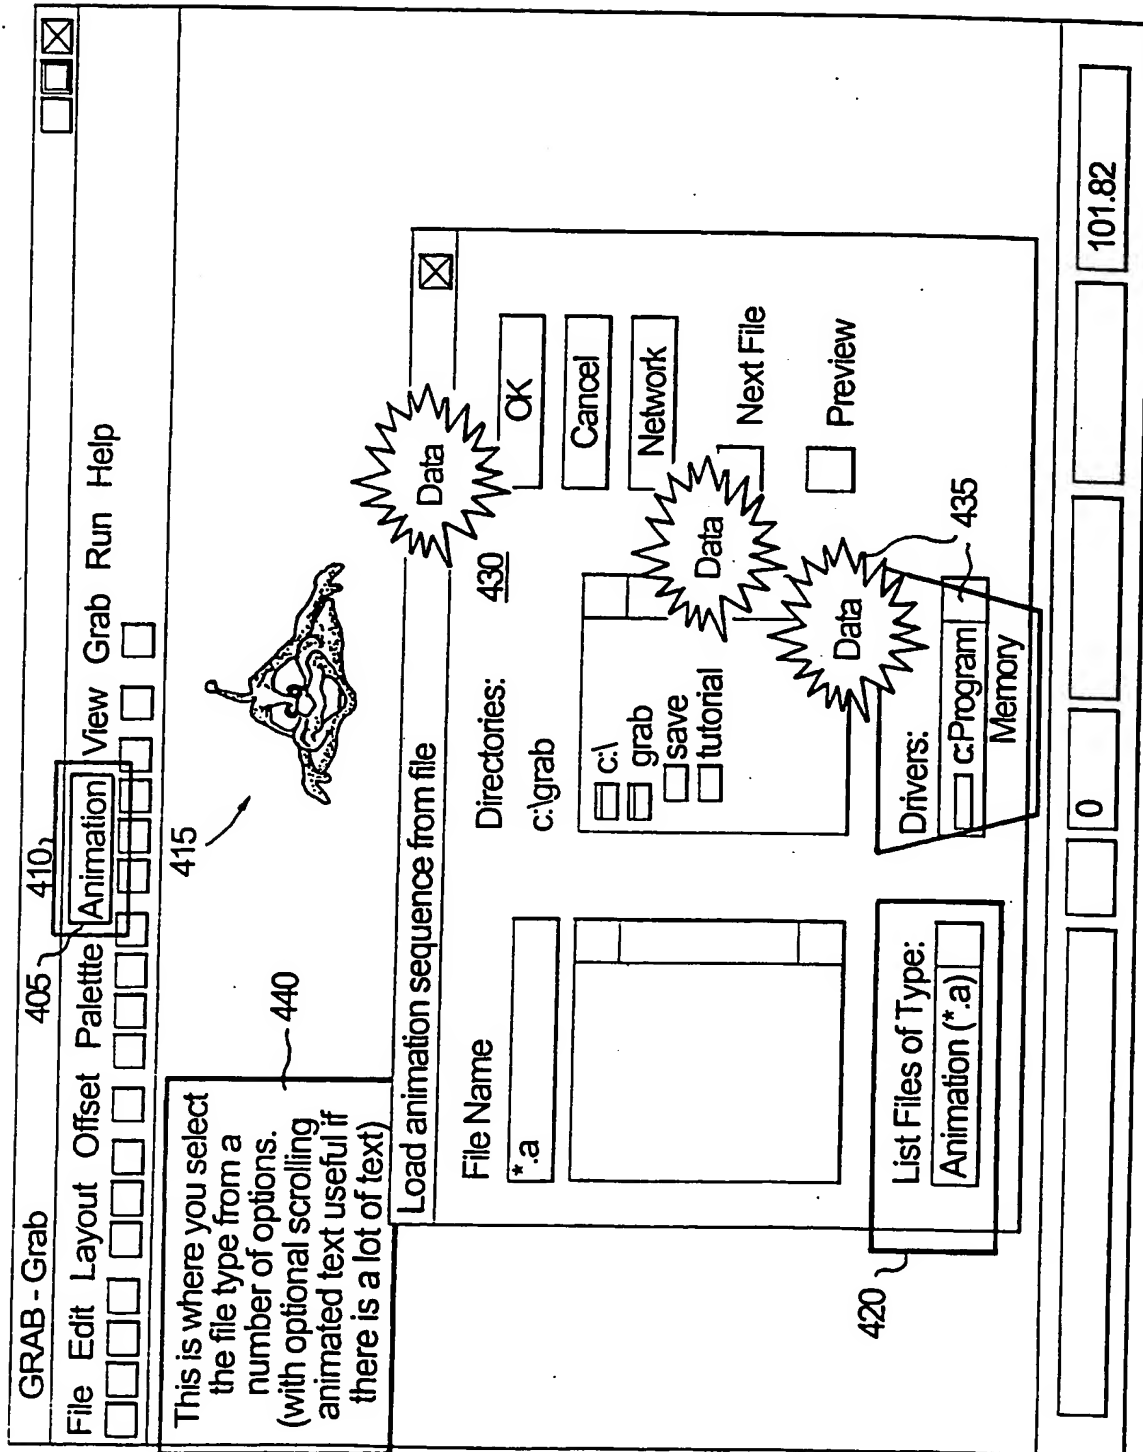 GRAB - Grab
405
410
File Edit Layout Offset Palettte Animation View Grab Run Help
415
This is where you select
the file type from a
number of options.
(with optional scrolling
animated text useful if
there is a lot of text)
440
Load animation sequence from file
Data
File Name
Directories:
430
OK
*.a
c:\grab
Cancel
c:\
grab
save
tutorial
Network
Data
Next File
Data
Preview
List Files of Type:
Drivers:
435
Animation (*.a)
c:Program
Memory
420
0
101.82